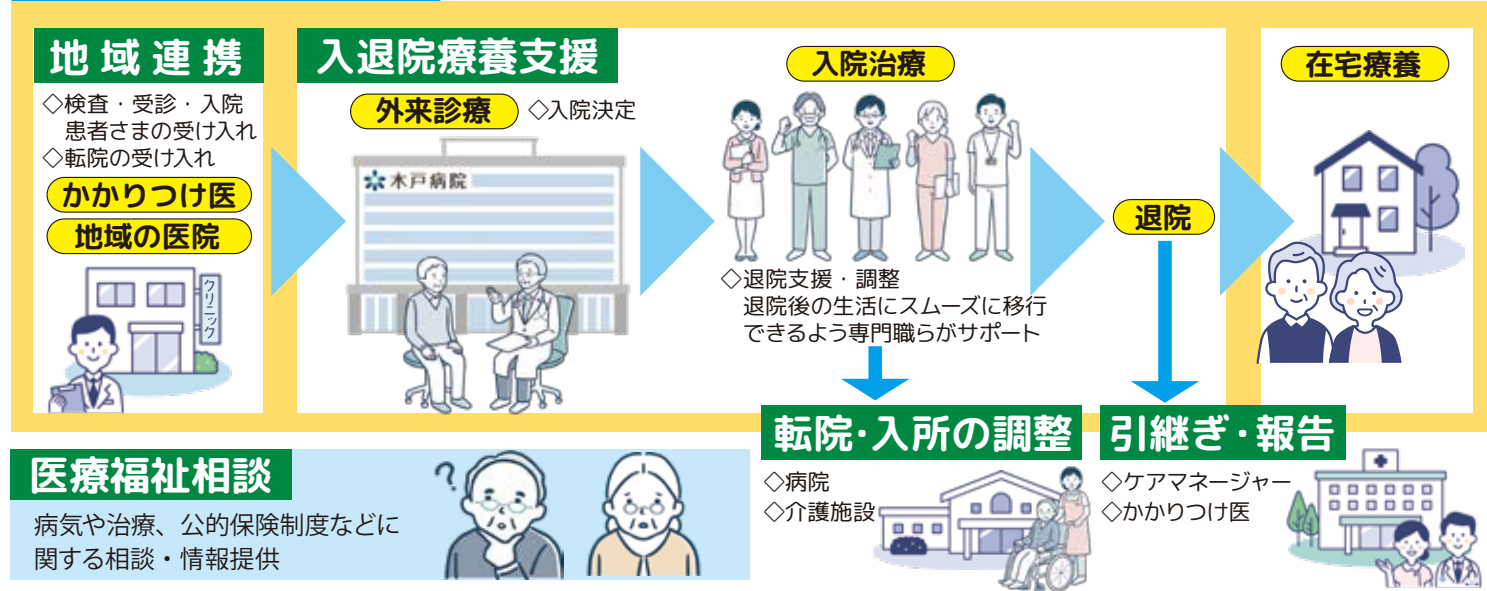 地域連携
◇検査・受診・入院
患者さまの受け入れ
◇転院の受け入れ
かかりつけ医
地域の医院
クリニック
入退院療養支援
外来診療
◇入院決定
木戸病院
入院治療
◇退院支援・調整
退院後の生活にスムーズに移行
できるよう専門職らがサポート
退院
在宅療養
転院・入所の調整
◇病院
◇介護施設
引継ぎ・報告
◇ケアマネージャー
◇かかりつけ医
医療福祉相談
病気や治療、公的保険制度などに
関する相談・情報提供
?